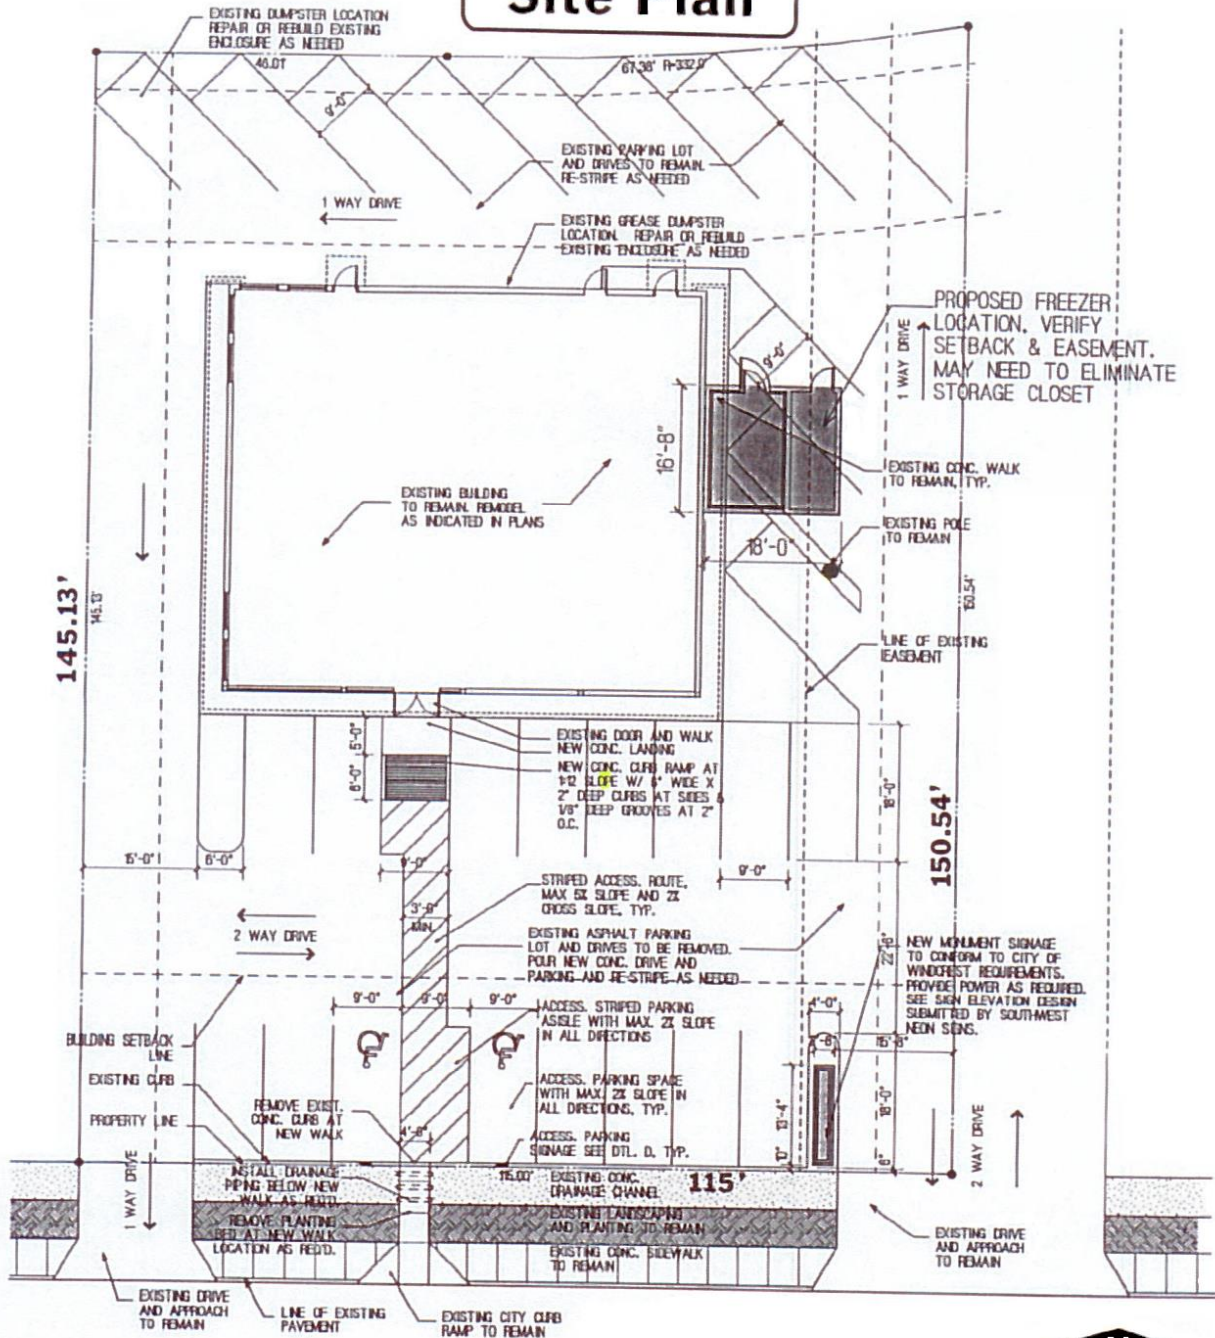 Site Plan
EXISTING DUMPSTER LOCATION
REPAIR OR REBUILD EXISTING
ENCLOSURE AS NEEDED
67.38' R=332.0'
9'-0"
EXISTING PARKING LOT
AND DRIVES TO REMAIN.
RE-STRIPE AS NEEDED
1 WAY DRIVE
EXISTING GREASE DUMPSTER
LOCATION. REPAIR OR REBUILD
EXISTING ENCLOSURE AS NEEDED
PROPOSED FREEZER
LOCATION, VERIFY
SETBACK & EASEMENT.
MAY NEED TO ELIMINATE
STORAGE CLOSET
1 WAY DRIVE
9'-0"
16'-8"
EXISTING CONC. WALK
TO REMAIN, TYP.
EXISTING BUILDING
TO REMAIN. REMODEL
AS INDICATED IN PLANS
EXISTING POLE
TO REMAIN
18'-0"
145.13'
145.13'
150.54'
LINE OF EXISTING
EASEMENT
EXISTING DOOR AND WALK
NEW CONC. LANDING
NEW CONC. CURB RAMP AT
1:12 SLOPE W/ 6" WIDE X
2" DEEP CURBS AT SIDES &
1/8" DEEP GROOVES AT 2"
O.C.
5'-0"
6'-0"
18'-0"
150.54'
15'-0"
6'-0"
9'-0"
STRIPED ACCESS. ROUTE,
MAX 5% SLOPE AND 2%
CROSS SLOPE, TYP.
3'-8"
MIN.
2 WAY DRIVE
EXISTING ASPHALT PARKING
LOT AND DRIVES TO BE REMOVED.
POUR NEW CONC. DRIVE AND
PARKING AND RE-STRIPE AS NEEDED
NEW MONUMENT SIGNAGE
TO CONFORM TO CITY OF
WINDCREST REQUIREMENTS.
PROVIDE POWER AS REQUIRED.
SEE SIGN ELEVATION DESIGN
SUBMITTED BY SOUTHWEST
NEON SIGNS.
9'-0"
9'-0"
9'-0"
4'-0"
ACCESS. STRIPED PARKING
ASISLE WITH MAX. 2% SLOPE
IN ALL DIRECTIONS
BUILDING SETBACK
LINE
EXISTING CURB
PROPERTY LINE
REMOVE EXIST.
CONC. CURB AT
NEW WALK
ACCESS. PARKING SPACE
WITH MAX. 2% SLOPE IN
ALL DIRECTIONS, TYP.
13'-4"
18'-0"
4'-6"
ACCESS. PARKING
SIGNAGE SEE DTL. D, TYP.
2 WAY DRIVE
1 WAY DRIVE
INSTALL DRAINAGE
PIPING BELOW NEW
WALK AS REQ'D.
115.00'
EXISTING CONC.
DRAINAGE CHANNEL
115'
REMOVE PLANTING
BED AT NEW WALK
LOCATION AS REQ'D.
EXISTING LANDSCAPING
AND PLANTING TO REMAIN
EXISTING CONC. SIDEWALK
TO REMAIN
EXISTING DRIVE
AND APPROACH
TO REMAIN
EXISTING DRIVE
AND APPROACH
TO REMAIN
LINE OF EXISTING
PAVEMENT
EXISTING CITY CURB
RAMP TO REMAIN